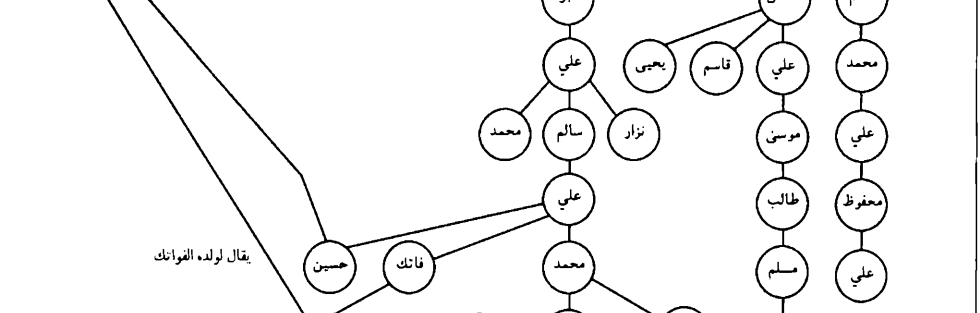 علي
يحيى
قاسم
علي
محمد
محمد
سالم
نزار
موسى
علي
علي
طالب
محفوظ
يقال لولده الفواتك
حسين
فاتك
محمد
مسلم
علي